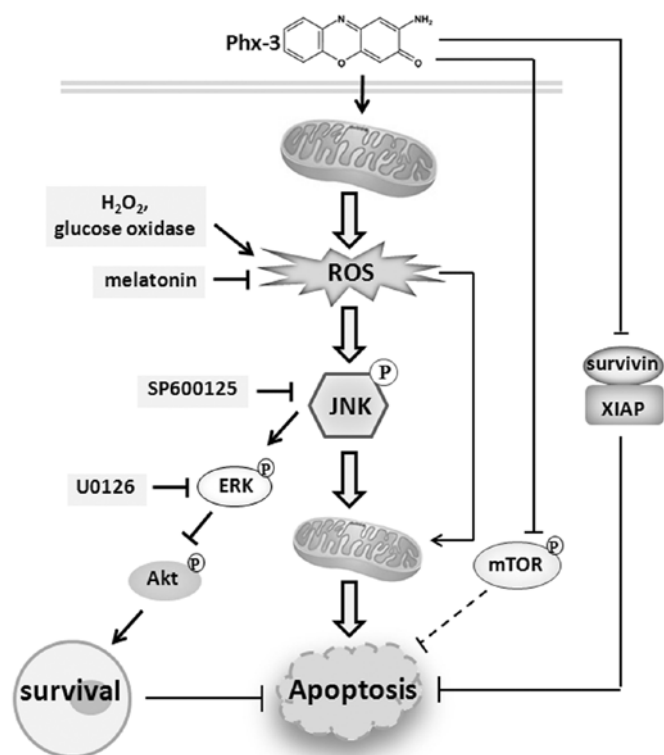 N
NH₂
Phx-3
O
O
H₂O₂,
glucose oxidase
ROS
melatonin
P
survivin
SP600125
JNK
XIAP
P
U0126
ERK
P
P
mTOR
Akt
survival
Apoptosis